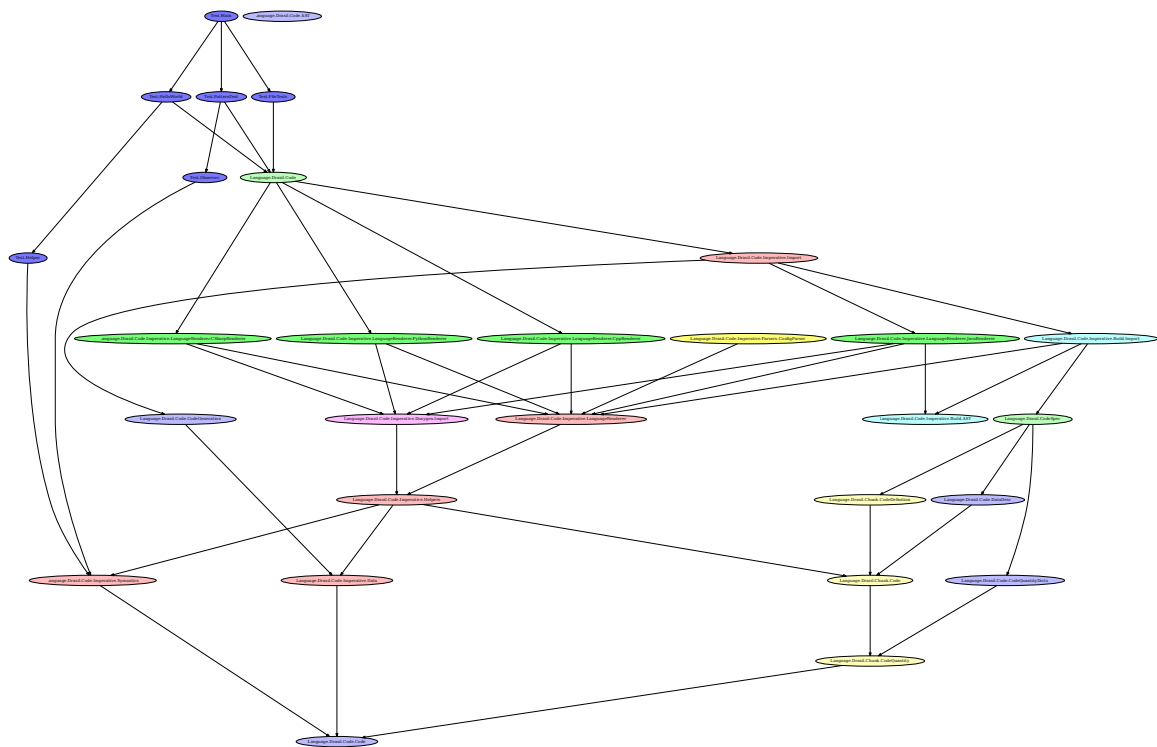 Test.Main
Language.Drasil.Code.AST
Test.HelloWorld
Test.PatternTest
Test.FileTests
Test.Observer
Language.Drasil.Code
Test.Helper
Language.Drasil.Code.Imperative.Import
Language.Drasil.Code.Imperative.LanguageRenderer.CSharpRenderer
Language.Drasil.Code.Imperative.LanguageRenderer.PythonRenderer
Language.Drasil.Code.Imperative.LanguageRenderer.CppRenderer
Language.Drasil.Code.Imperative.Parsers.ConfigParser
Language.Drasil.Code.Imperative.LanguageRenderer.JavaRenderer
Language.Drasil.Code.Imperative.Build.Import
Language.Drasil.Code.CodeGeneration
Language.Drasil.Code.Imperative.Doxygen.Import
Language.Drasil.Code.Imperative.LanguageRenderer
Language.Drasil.Code.Imperative.Build.AST
Language.Drasil.CodeSpec
Language.Drasil.Code.Imperative.Helpers
Language.Drasil.Chunk.CodeDefinition
Language.Drasil.Code.DataDesc
Language.Drasil.Code.Imperative.Symantics
Language.Drasil.Code.Imperative.Data
Language.Drasil.Chunk.Code
Language.Drasil.Code.CodeQuantityDicts
Language.Drasil.Chunk.CodeQuantity
Language.Drasil.Code.Code